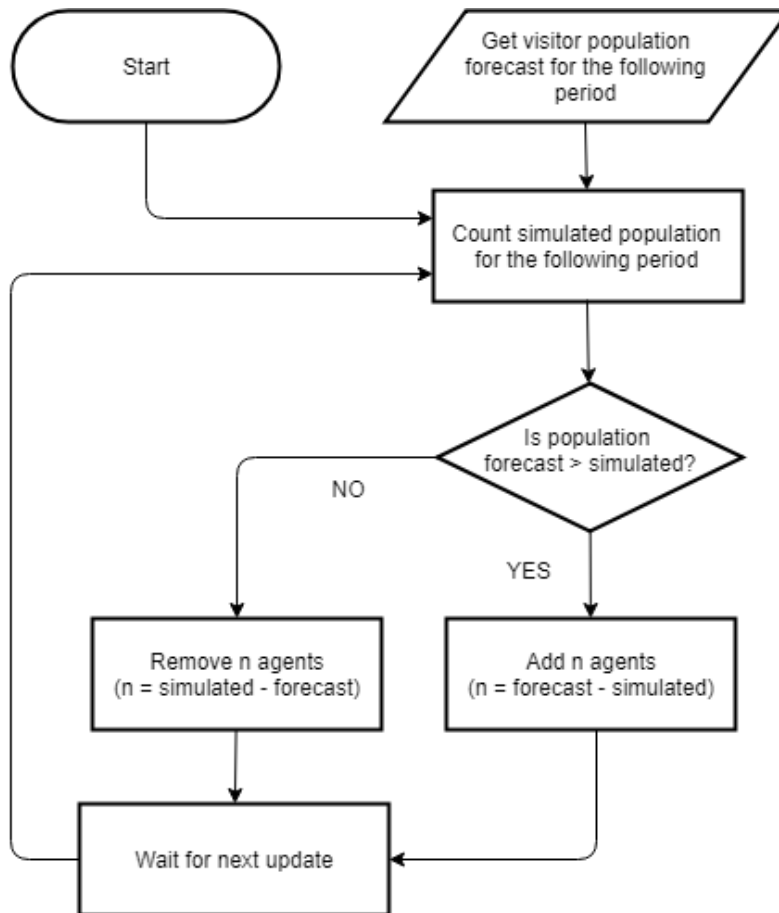 Start
Get visitor population
forecast for the following
period
Count simulated population
for the following period
Is population
forecast > simulated?
NO
YES
Remove n agents
(n = simulated - forecast)
Add n agents
(n = forecast - simulated)
Wait for next update